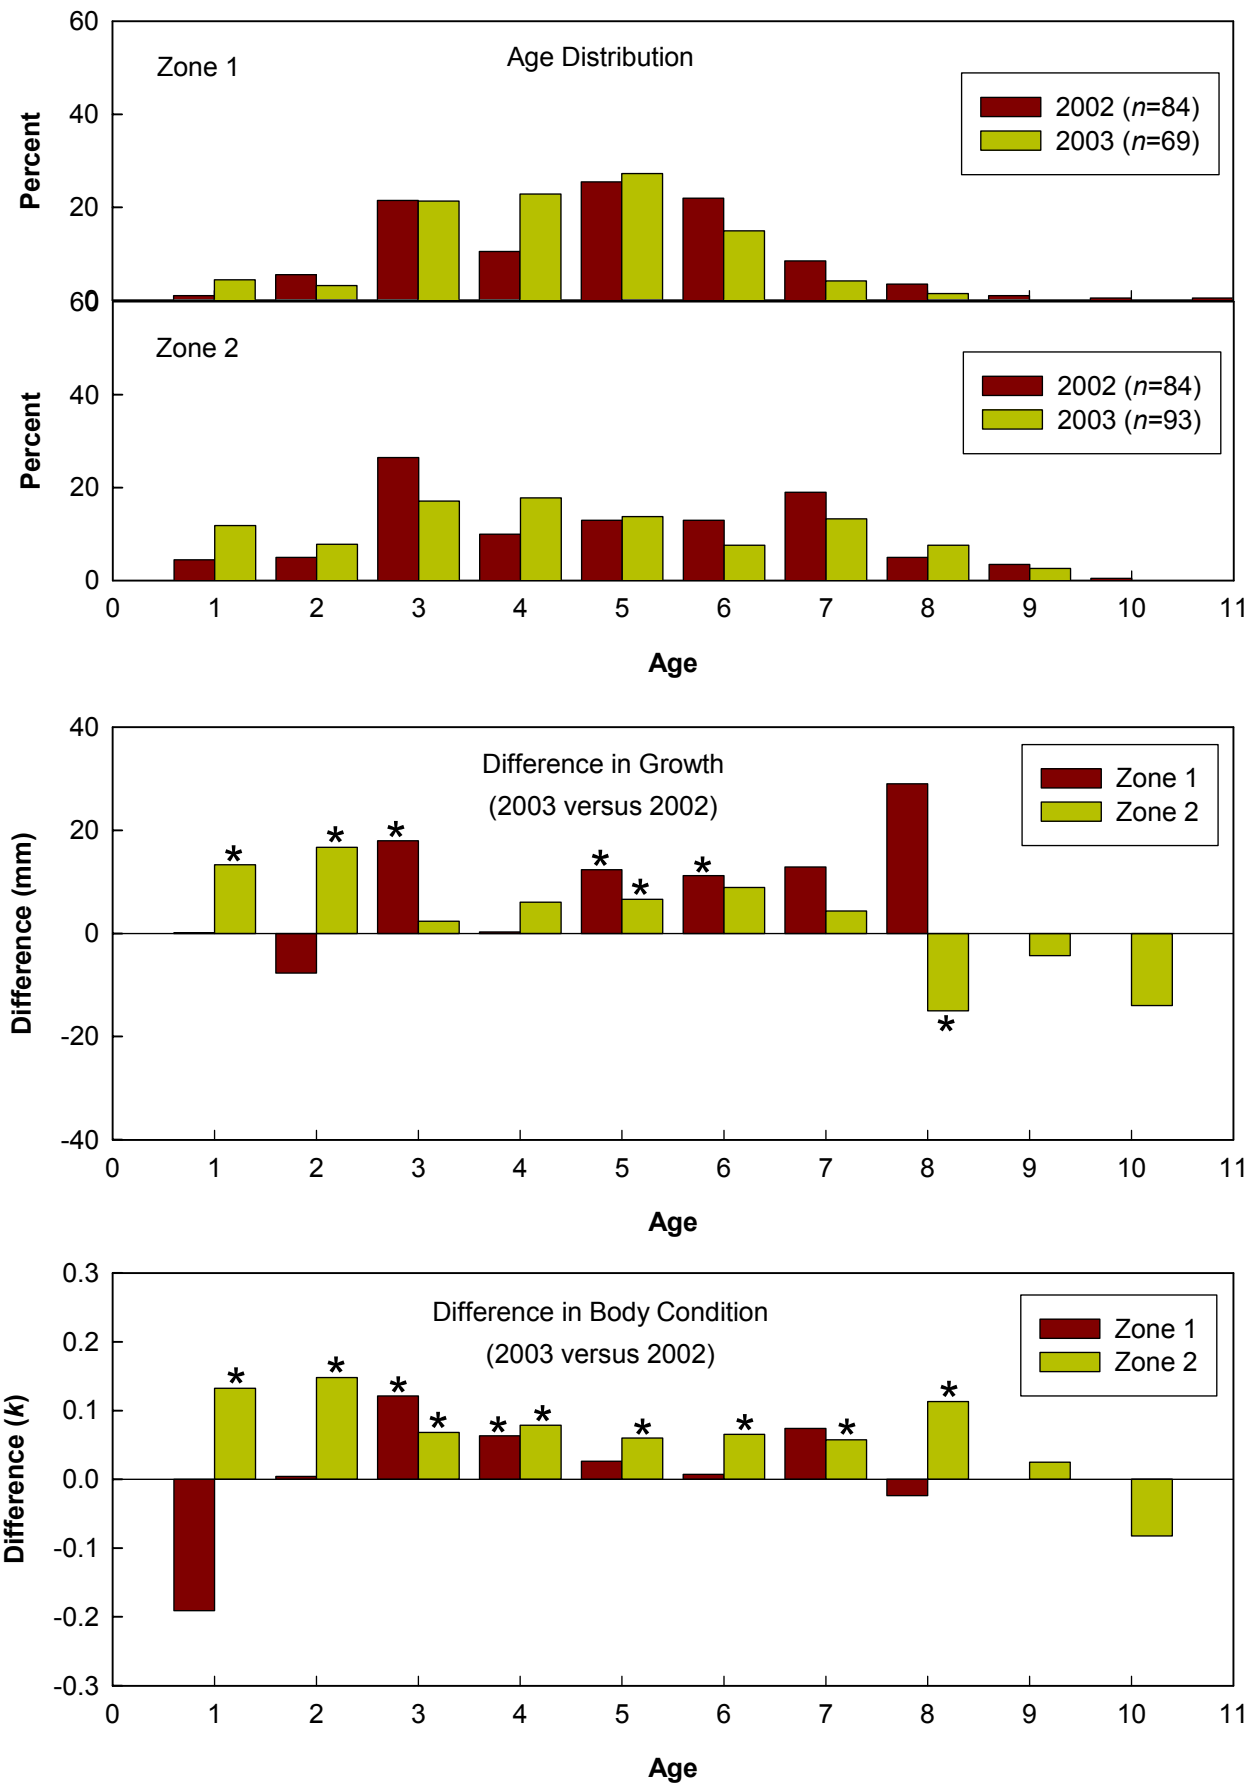 60
Zone 1
Age Distribution
2002 (n=84)
2003 (n=69)
40
Percent
20
0
60
Zone 2
2002 (n=84)
2003 (n=93)
40
Percent
20
0
0 1 2 3 4 5 6 7 8 9 10 11
Age
40
Difference in Growth
(2003 versus 2002)
Zone 1
Zone 2
20
* * * * * * *
Difference (mm)
0
-20
-40
0 1 2 3 4 5 6 7 8 9 10 11
Age
0.3
Difference in Body Condition
(2003 versus 2002)
Zone 1
Zone 2
0.2
* * * * * * * * * *
0.1
Difference (k)
0.0
-0.1
-0.2
-0.3
0 1 2 3 4 5 6 7 8 9 10 11
Age